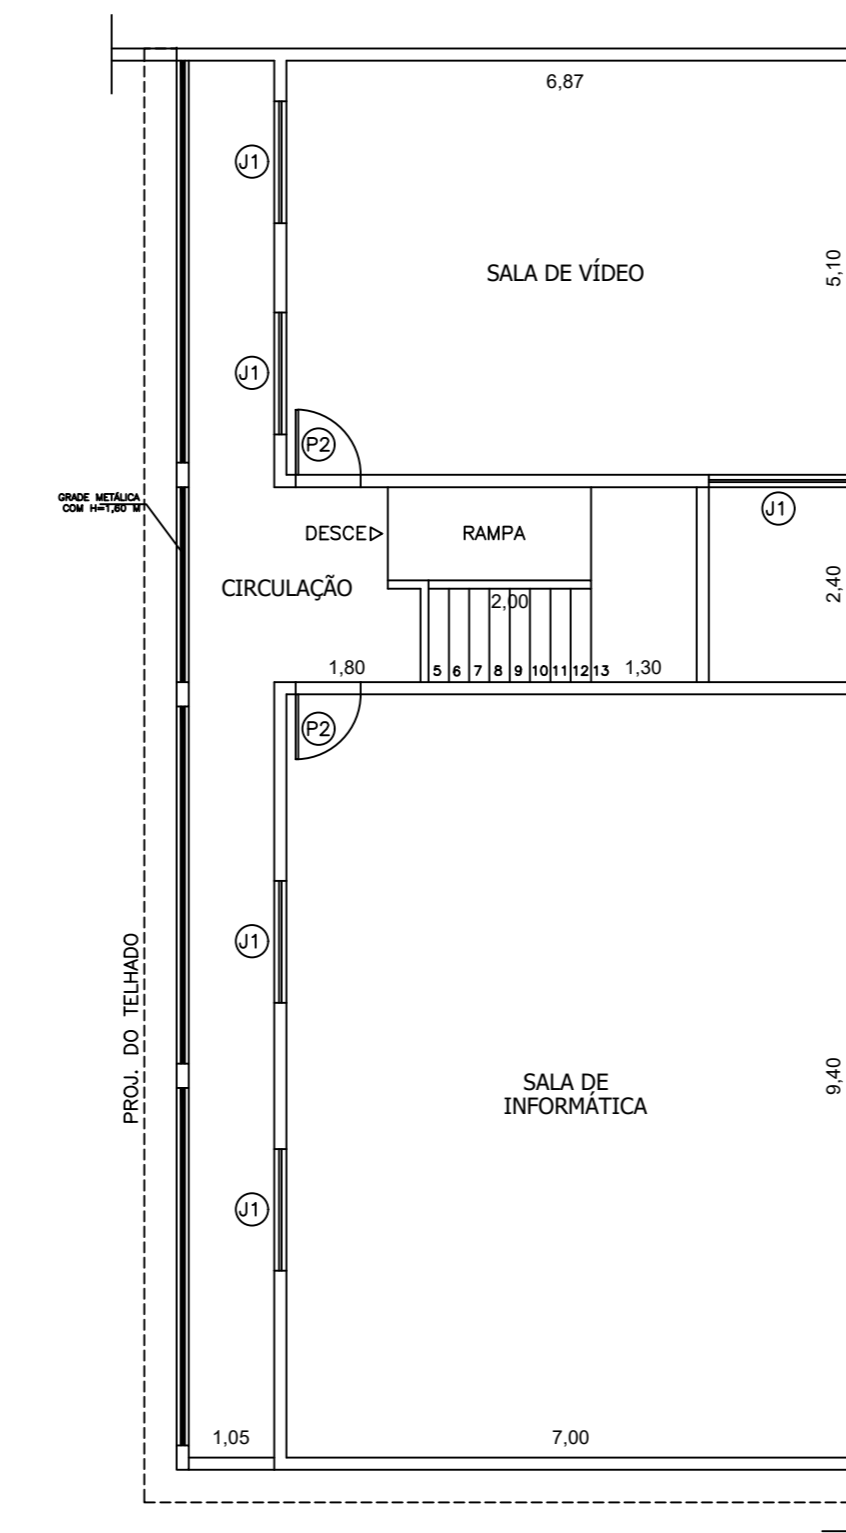 6,87
J1
SALA DE VÍDEO
5,10
J1
P2
GRADE METÁLICA
COM H=1,60 M
J1
DESCE
RAMPA
CIRCULAÇÃO
2,40
2,00
1,80
5 6 7 8 9 10 11 12 13
1,30
P2
J1
PROJ. DO TELHADO
SALA DE
INFORMÁTICA
9,40
J1
1,05
7,00